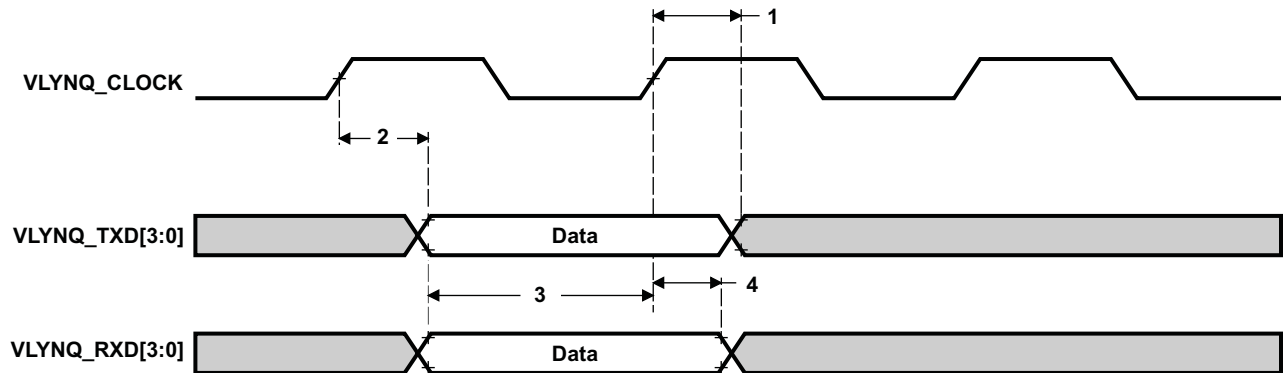 1
VLYNQ_CLOCK
2
VLYNQ_TXD[3:0]
Data
3
4
VLYNQ_RXD[3:0]
Data